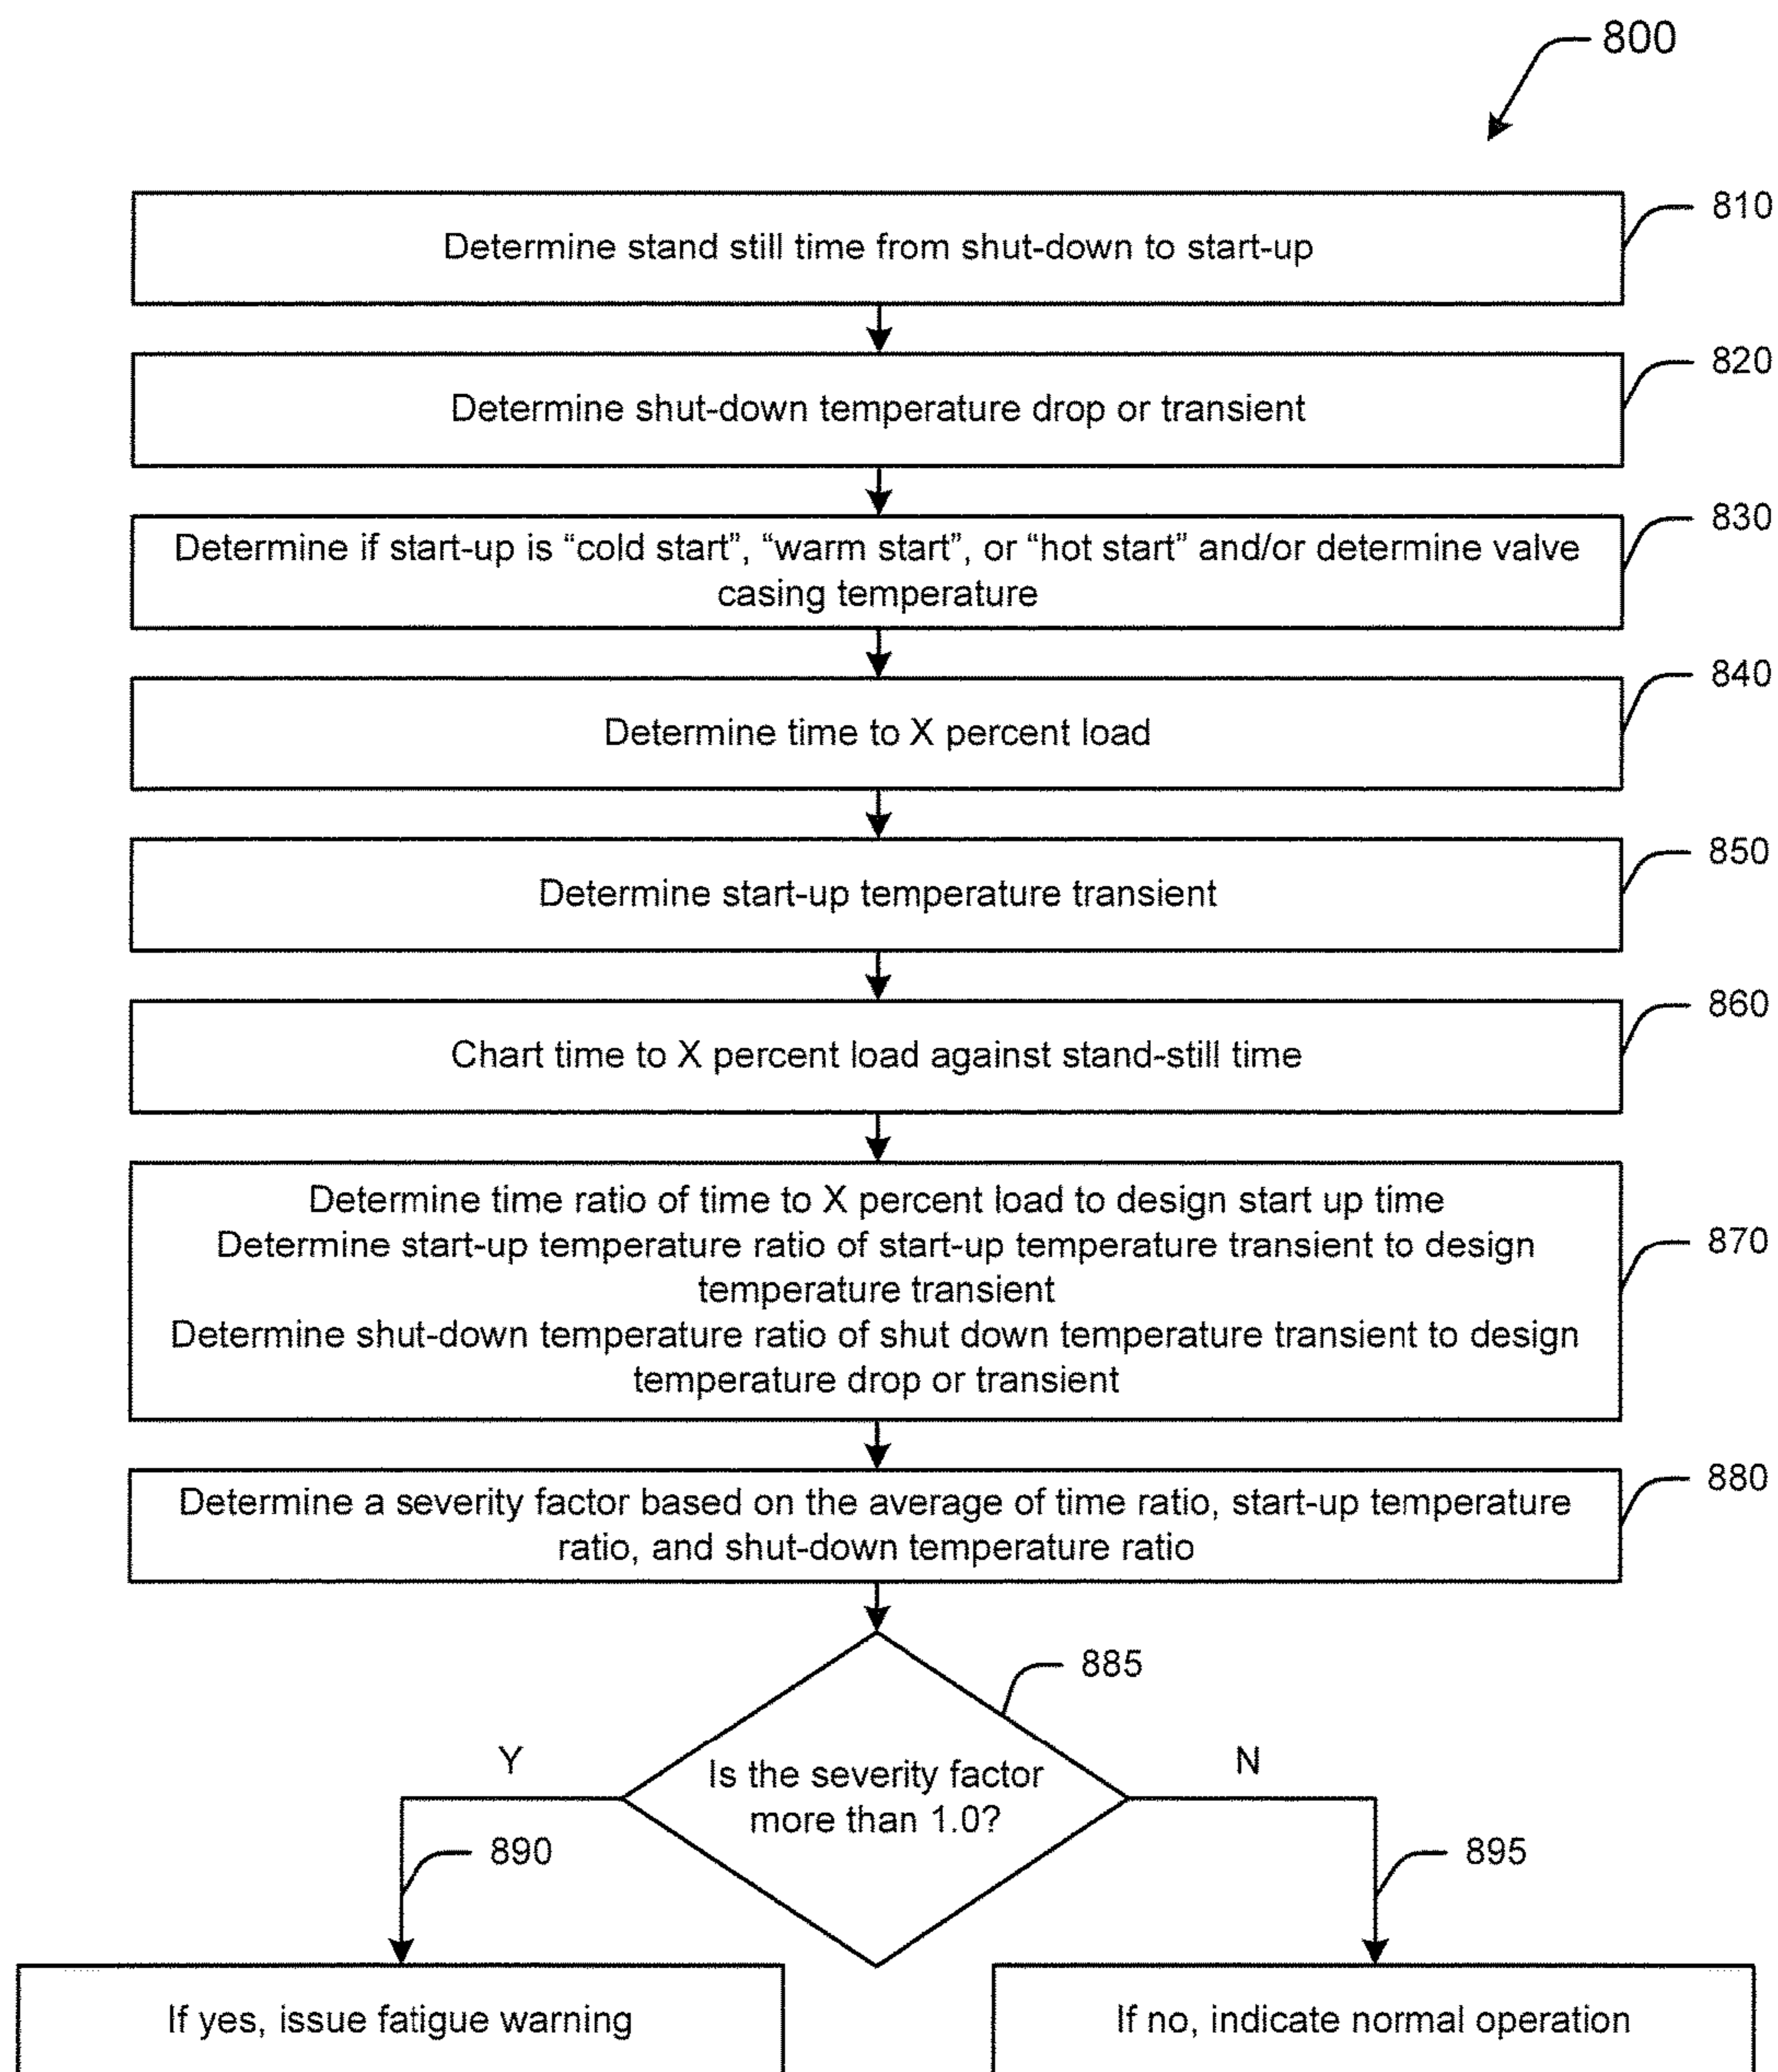 800
810
Determine stand still time from shut-down to start-up
820
Determine shut-down temperature drop or transient
830
Determine if start-up is “cold start”, “warm start”, or “hot start” and/or determine valve
casing temperature
840
Determine time to X percent load
850
Determine start-up temperature transient
860
Chart time to X percent load against stand-still time
Determine time ratio of time to X percent load to design start up time
870
Determine start-up temperature ratio of start-up temperature transient to design
temperature transient
Determine shut-down temperature ratio of shut down temperature transient to design
temperature drop or transient
880
Determine a severity factor based on the average of time ratio, start-up temperature
ratio, and shut-down temperature ratio
885
Y
N
Is the severity factor
more than 1.0?
890
895
If yes, issue fatigue warning
If no, indicate normal operation